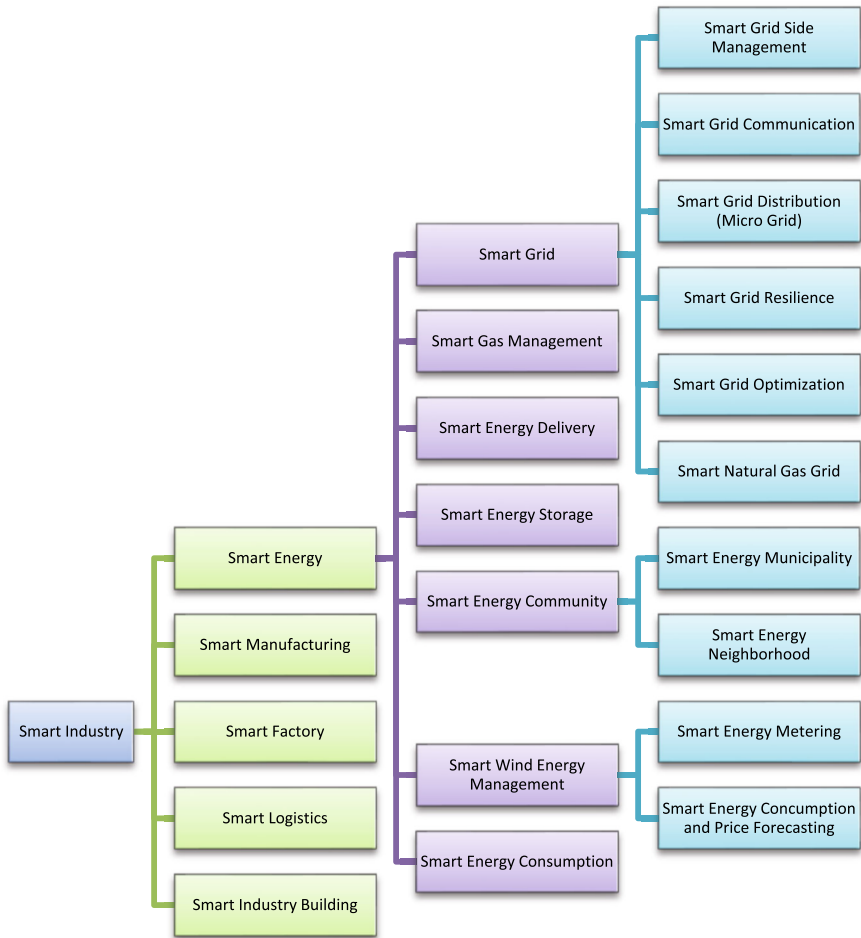 Smart Industry
Smart Energy
Smart Manufacturing
Smart Factory
Smart Logistics
Smart Industry Building
Smart Grid
Smart Gas Management
Smart Energy Delivery
Smart Energy Storage
Smart Energy Community
Smart Wind Energy
Management
Smart Energy Consumption
Smart Grid Side
Management
Smart Grid Communication
Smart Grid Distribution
(Micro Grid)
Smart Grid Resilience
Smart Grid Optimization
Smart Natural Gas Grid
Smart Energy Municipality
Smart Energy
Neighborhood
Smart Energy Metering
Smart Energy Concumption
and Price Forecasting